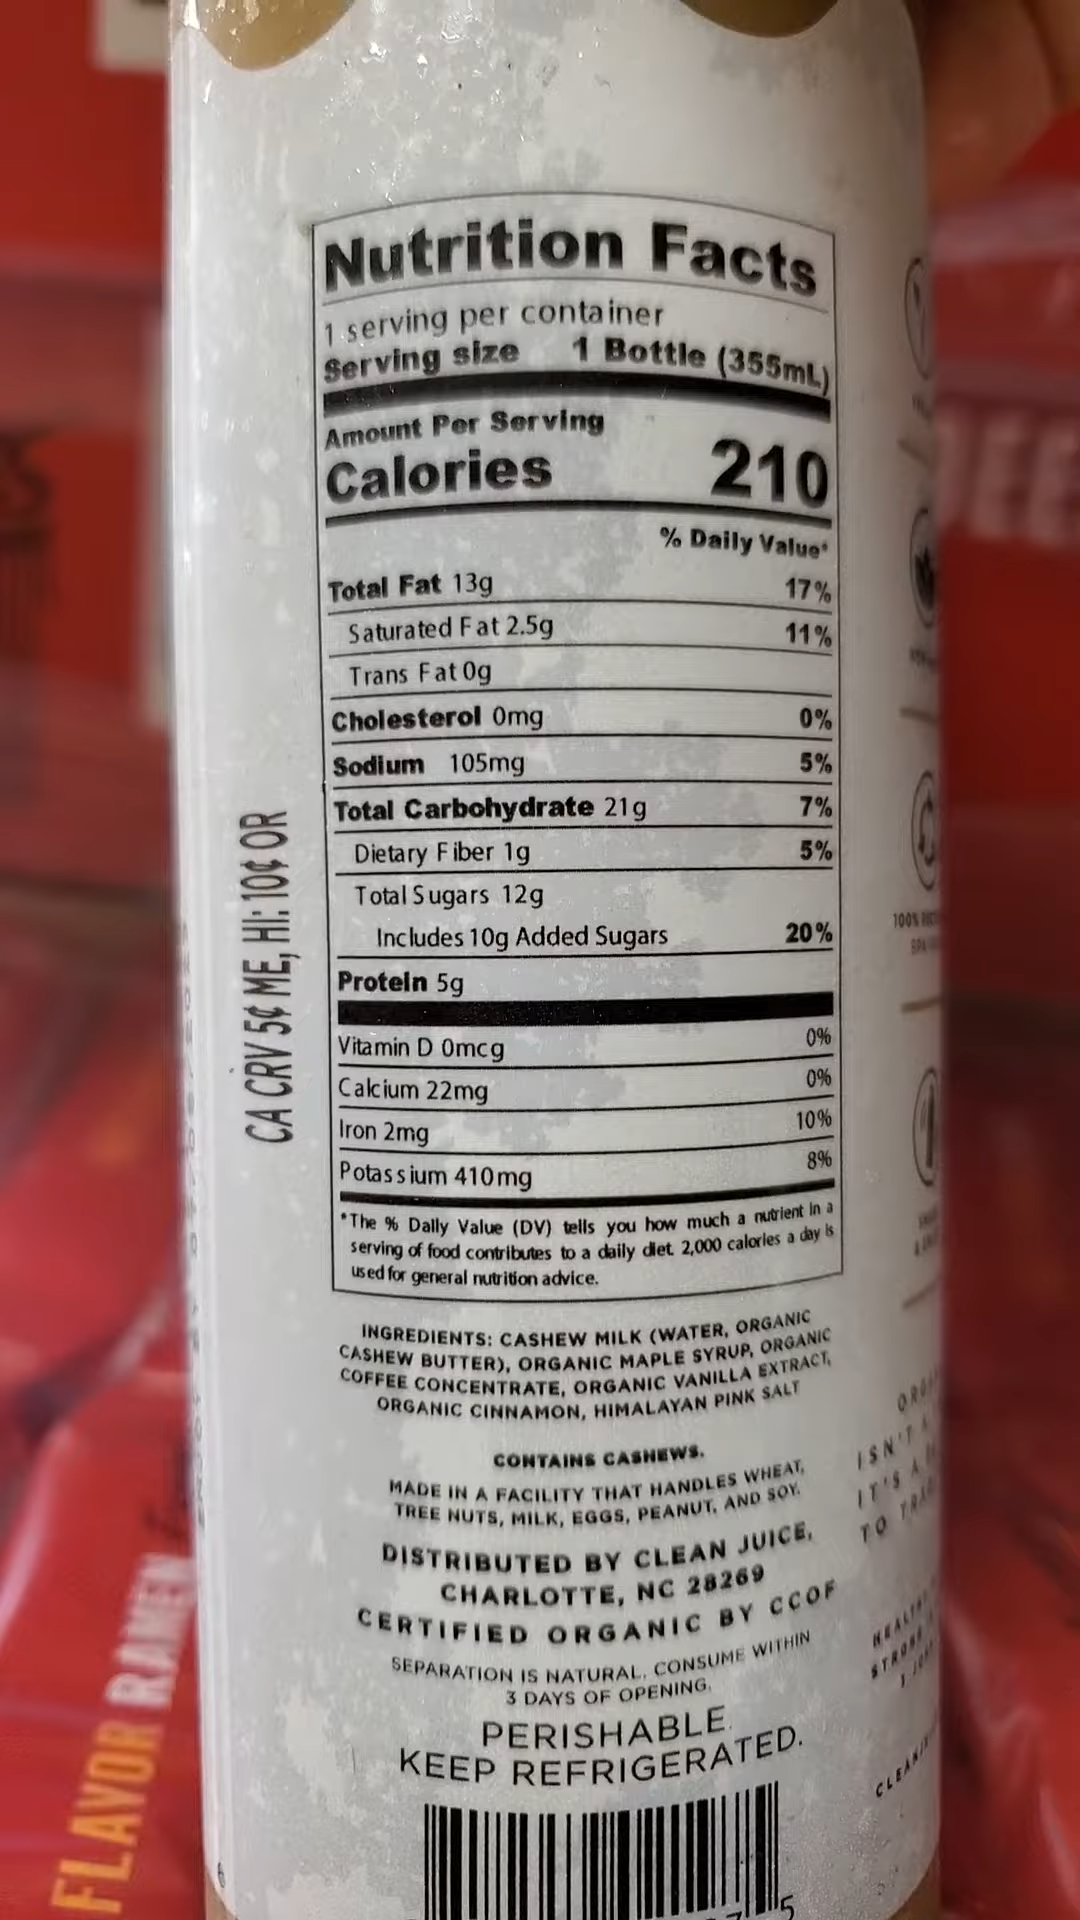 Nutrition Facts
1 serving per container
Serving size 1 Bottle (355mL)
Amount Per Serving
Calories 210
% Daily Value*
Total Fat 13g 17%
Saturated Fat 2.5g 11%
Trans Fat 0g
Cholesterol 0mg 0%
Sodium 105mg 5%
Total Carbohydrate 21g 7%
Dietary Fiber 1g 5%
Total Sugars 12g
Includes 10g Added Sugars 20%
Protein 5g
Vitamin D 0mcg 0%
Calcium 22mg 0%
Iron 2mg 10%
Potassium 410mg 8%
*The % Daily Value (DV) tells you how much a nutrient in a
serving of food contributes to a daily diet. 2,000 calories a day is
used for general nutrition advice.
INGREDIENTS: CASHEW MILK (WATER, ORGANIC
CASHEW BUTTER), ORGANIC MAPLE SYRUP, ORGANIC
COFFEE CONCENTRATE, ORGANIC VANILLA EXTRACT,
ORGANIC CINNAMON, HIMALAYAN PINK SALT
CONTAINS CASHEWS.
MADE IN A FACILITY THAT HANDLES WHEAT,
TREE NUTS, MILK, EGGS, PEANUT, AND SOY.
DISTRIBUTED BY CLEAN JUICE,
CHARLOTTE, NC 28269
CERTIFIED ORGANIC BY CCOF
SEPARATION IS NATURAL, CONSUME WITHIN
3 DAYS OF OPENING.
PERISHABLE.
KEEP REFRIGERATED.
CA CRV 5¢ ME, HI: 10¢ OR
100%
ISN'T
IT'S A
TO
FLAVOR RAMEN